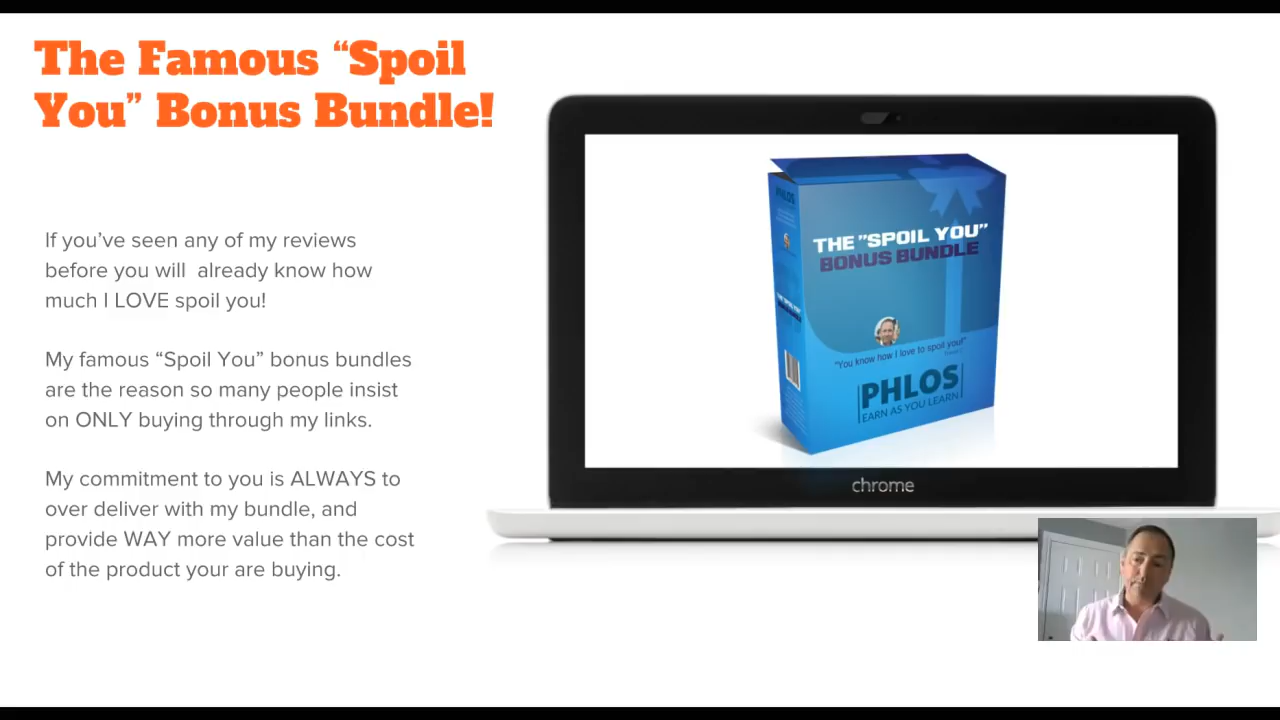 The Famous “Spoil
You” Bonus Bundle!
If you’ve seen any of my reviews
before you will already know how
much I LOVE spoil you!
My famous “Spoil You” bonus bundles
are the reason so many people insist
on ONLY buying through my links.
My commitment to you is ALWAYS to
over deliver with my bundle, and
provide WAY more value than the cost
of the product your are buying.
PHLOS
THE "SPOIL YOU"
BONUS BUNDLE
"You know how I love to spoil you!"
PHLOS
EARN AS YOU LEARN
chrome